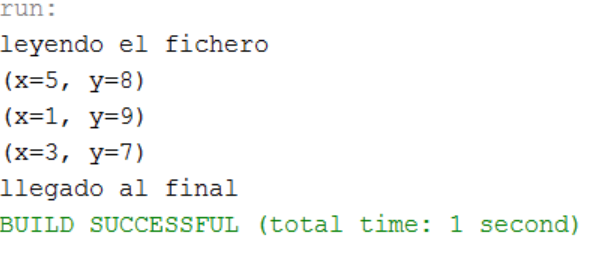 run:
leyendo el fichero
(x=5, y=8)
(x=1, y=9)
(x=3, y=7)
llegado al final
BUILD SUCCESSFUL (total time: 1 second)